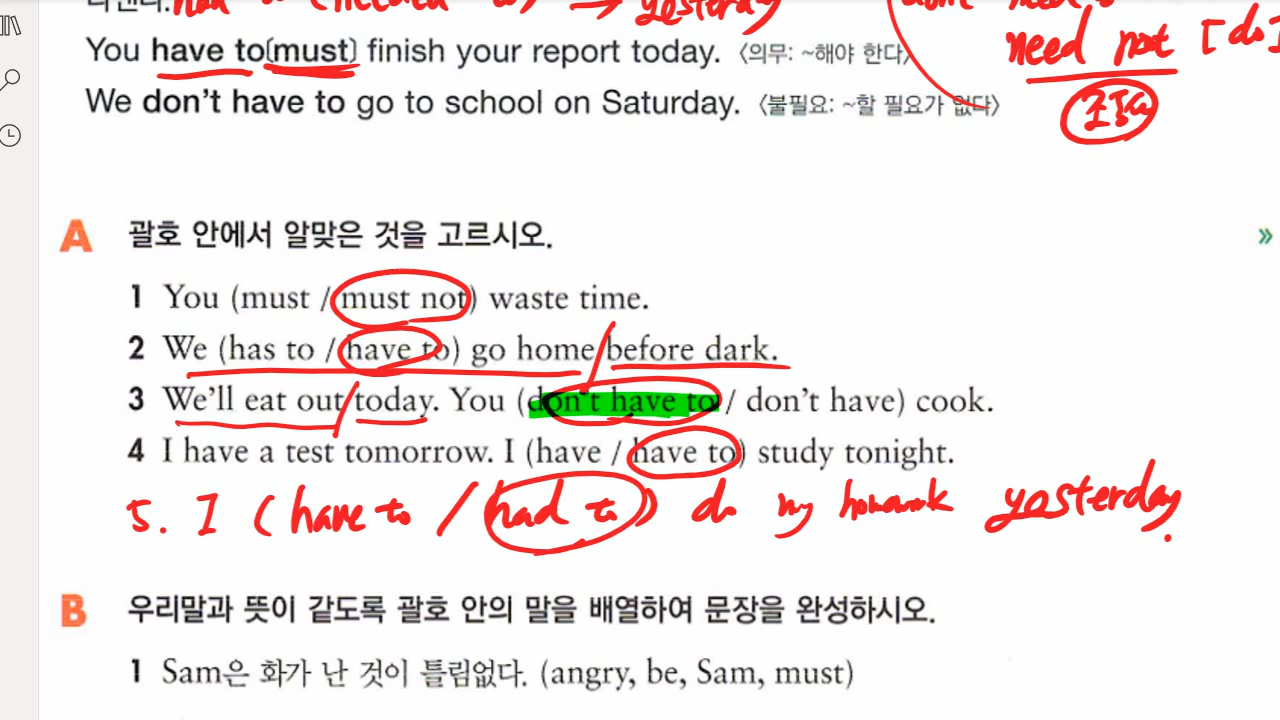 had to → yesterday
You have to[must] finish your report today. 〈의무: ~해야 한다〉
need not [do]
We don't have to go to school on Saturday. 〈불필요: ~할 필요가 없다〉
조동사
A 괄호 안에서 알맞은 것을 고르시오. »
1 You (must / must not) waste time.
2 We (has to / have to) go home before dark.
3 We'll eat out today. You (don't have to / don't have) cook.
4 I have a test tomorrow. I (have / have to) study tonight.
5. I (have to / had to) do my homework yesterday.
B 우리말과 뜻이 같도록 괄호 안의 말을 배열하여 문장을 완성하시오.
1 Sam은 화가 난 것이 틀림없다. (angry, be, Sam, must)